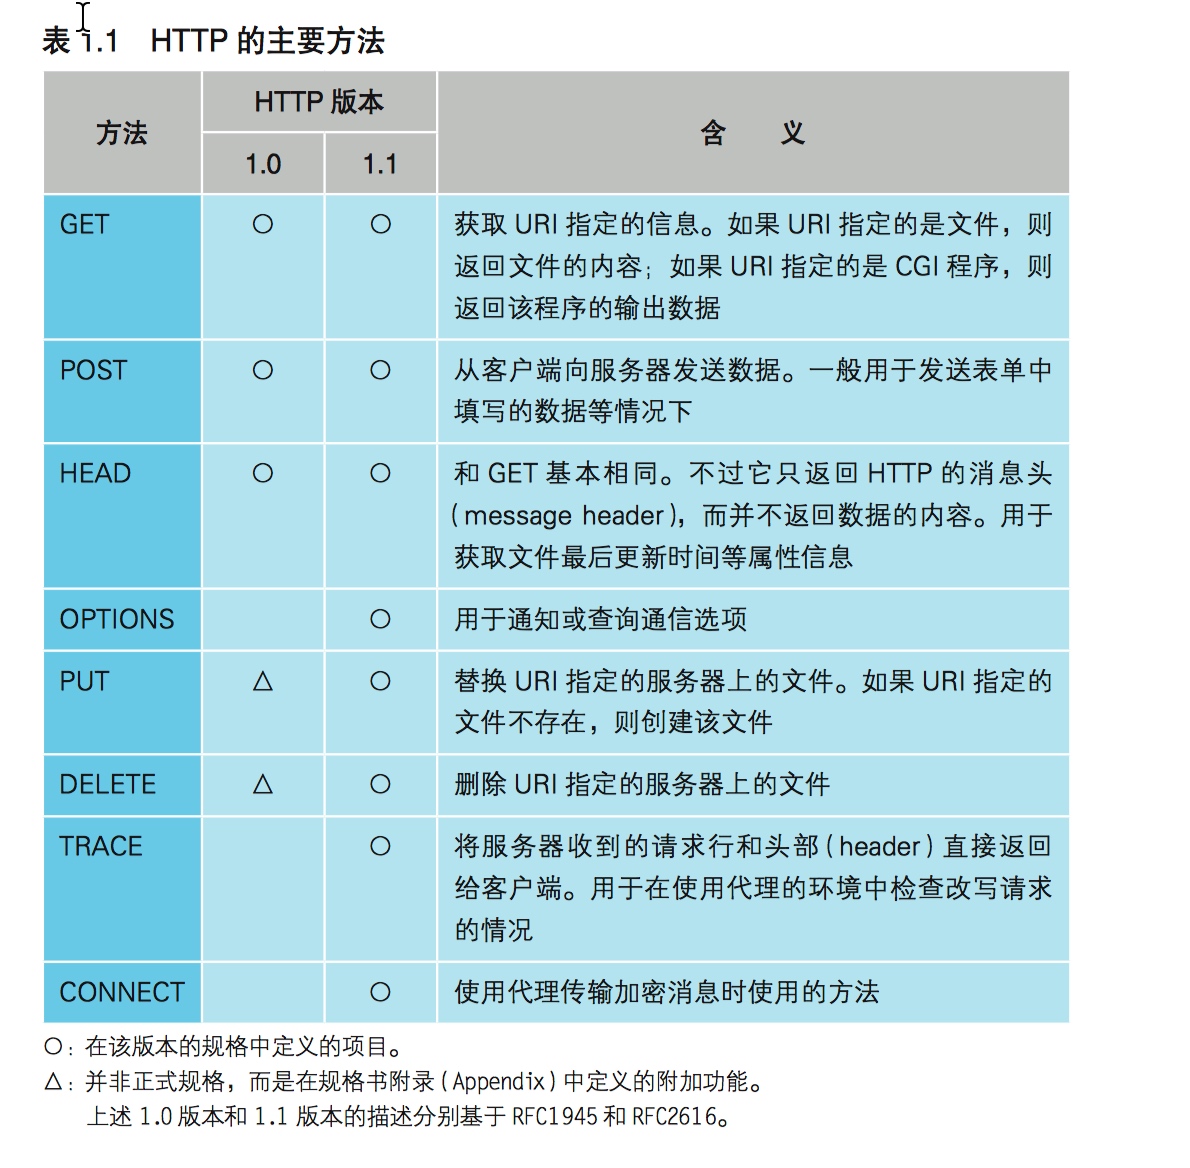 表 1.1 HTTP 的主要方法
方法
HTTP 版本
含 义
1.0 1.1
GET ○ ○ 获取 URI 指定的信息。如果 URI 指定的是文件，则
返回文件的内容；如果 URI 指定的是 CGI 程序，则
返回该程序的输出数据
POST ○ ○ 从客户端向服务器发送数据。一般用于发送表单中
填写的数据等情况下
HEAD ○ ○ 和 GET 基本相同。不过它只返回 HTTP 的消息头
（message header），而并不返回数据的内容。用于
获取文件最后更新时间等属性信息
OPTIONS ○ 用于通知或查询通信选项
PUT △ ○ 替换 URI 指定的服务器上的文件。如果 URI 指定的
文件不存在，则创建该文件
DELETE △ ○ 删除 URI 指定的服务器上的文件
TRACE ○ 将服务器收到的请求行和头部（header）直接返回
给客户端。用于在使用代理的环境中检查改写请求
的情况
CONNECT ○ 使用代理传输加密消息时使用的方法
○：在该版本的规格中定义的项目。
△：并非正式规格，而是在规格书附录（Appendix）中定义的附加功能。
上述 1.0 版本和 1.1 版本的描述分别基于 RFC1945 和 RFC2616。